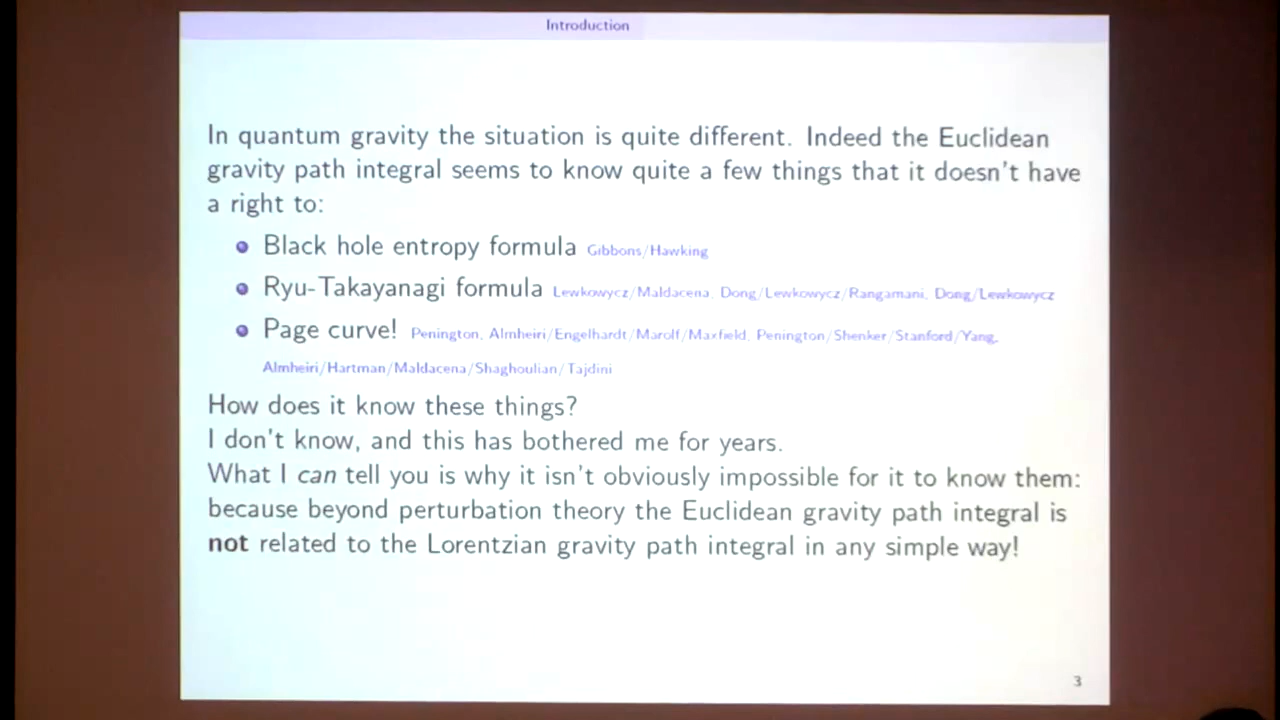 Introduction
In quantum gravity the situation is quite different. Indeed the Euclidean
gravity path integral seems to know quite a few things that it doesn't have
a right to:
Black hole entropy formula Gibbons/Hawking
Ryu-Takayanagi formula Lewkowycz/Maldacena, Dong/Lewkowycz/Rangamani, Dong/Lewkowycz
Page curve! Penington, Almheiri/Engelhardt/Marolf/Maxfield, Penington/Shenker/Stanford/Yang,
Almheiri/Hartman/Maldacena/Shaghoulian/Tajdini
How does it know these things?
I don't know, and this has bothered me for years.
What I can tell you is why it isn't obviously impossible for it to know them:
because beyond perturbation theory the Euclidean gravity path integral is
not related to the Lorentzian gravity path integral in any simple way!
3